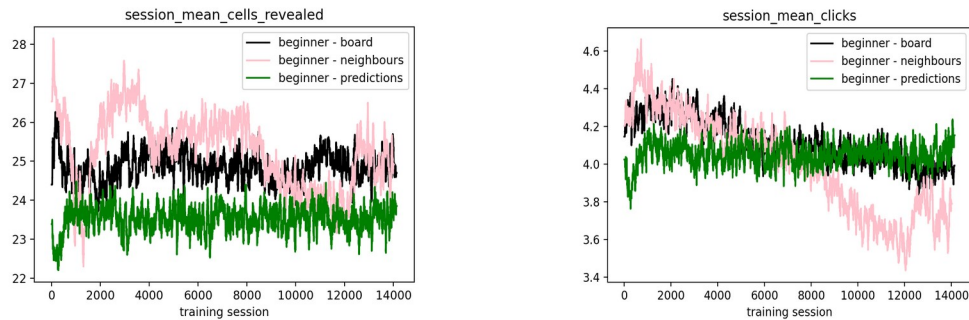 session_mean_cells_revealed
28
27
26
25
24
23
22
beginner - board
beginner - neighbours
beginner - predictions
0 2000 4000 6000 8000 10000 12000 14000
training session
session_mean_clicks
4.6
4.4
4.2
4.0
3.8
3.6
3.4
beginner - board
beginner - neighbours
beginner - predictions
0 2000 4000 6000 8000 10000 12000 14000
training session